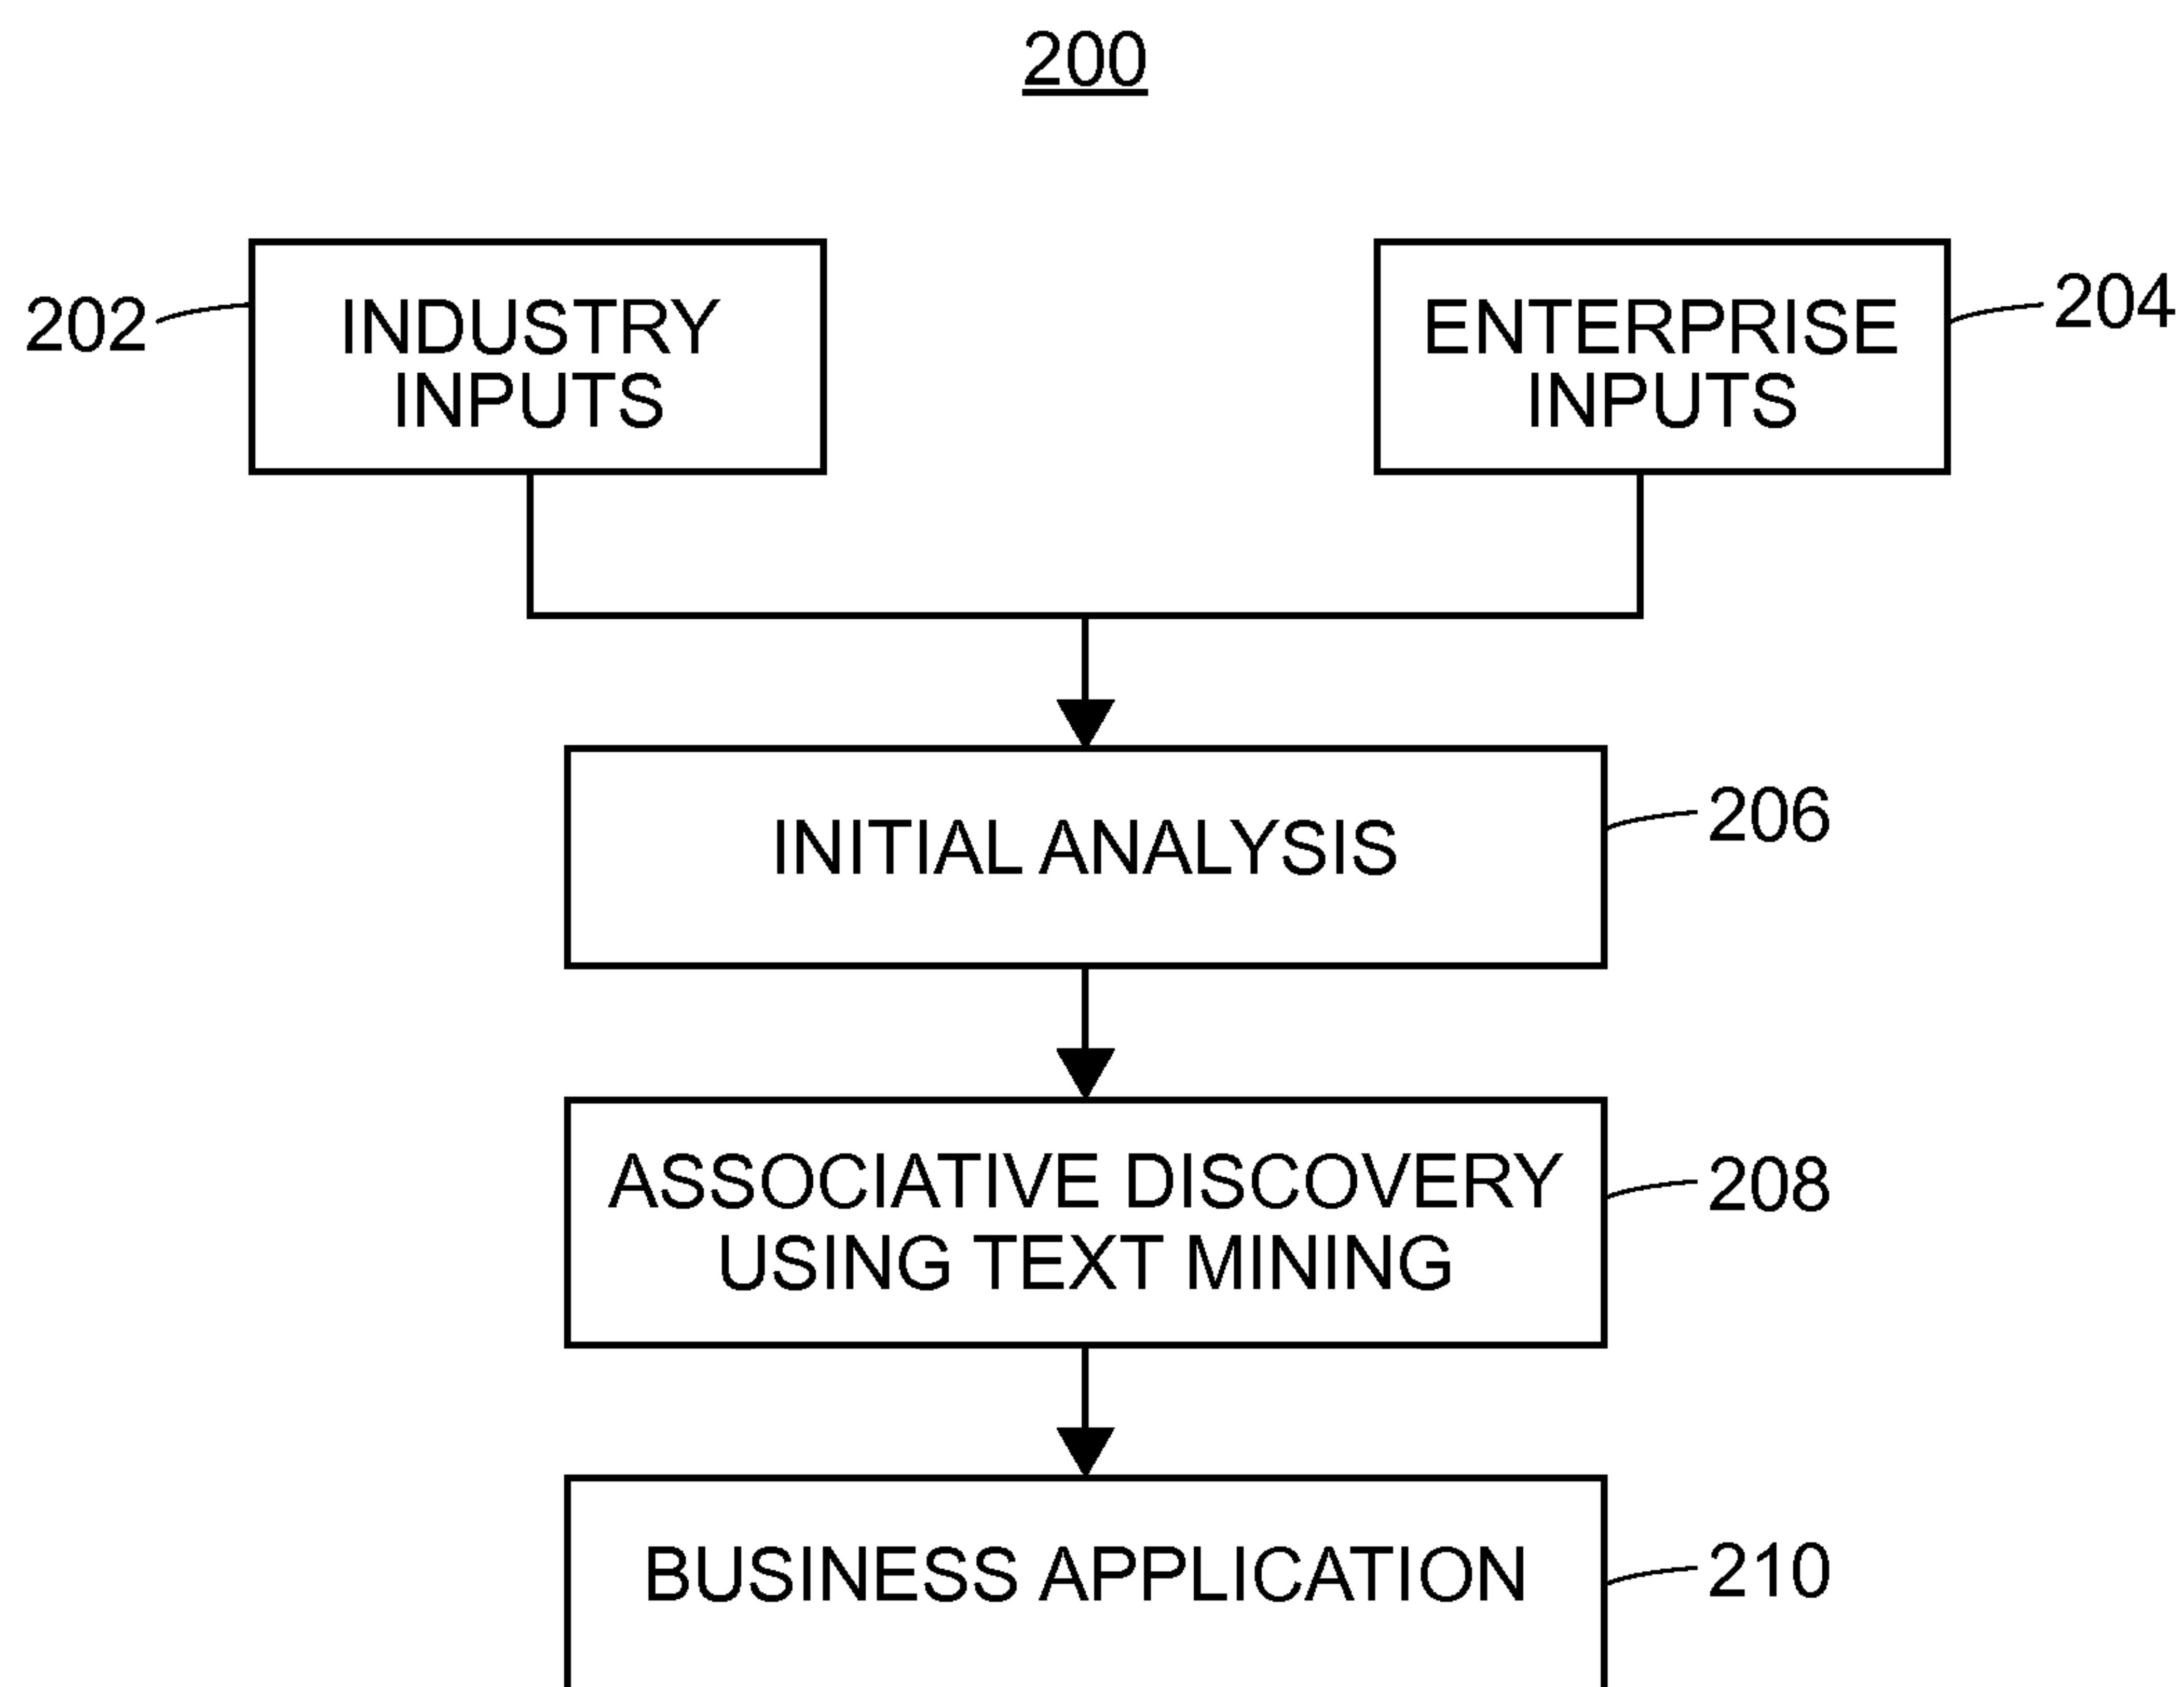 200
202
INDUSTRY
INPUTS
ENTERPRISE
INPUTS
204
INITIAL ANALYSIS
206
ASSOCIATIVE DISCOVERY
USING TEXT MINING
208
BUSINESS APPLICATION
210